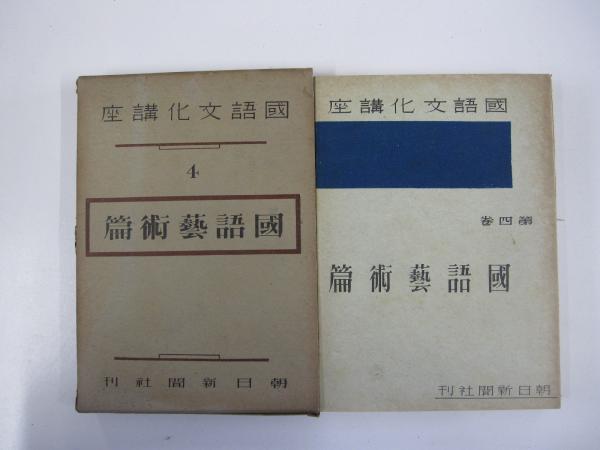 國語文化講座
4
國語藝術篇
朝日新聞社刊
國語文化講座
第四卷
國語藝術篇
朝日新聞社刊